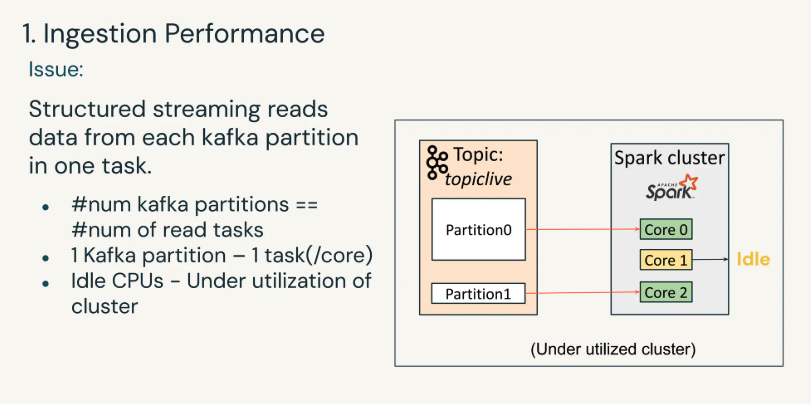 1. Ingestion Performance
Issue:
Structured streaming reads
data from each kafka partition
in one task.
• #num kafka partitions ==
#num of read tasks
• 1 Kafka partition – 1 task(/core)
• Idle CPUs - Under utilization of
cluster
Topic:
topiclive
Partition0
Partition1
Spark cluster
APACHE
Spark
Core 0
Core 1
Idle
Core 2
(Under utilized cluster)